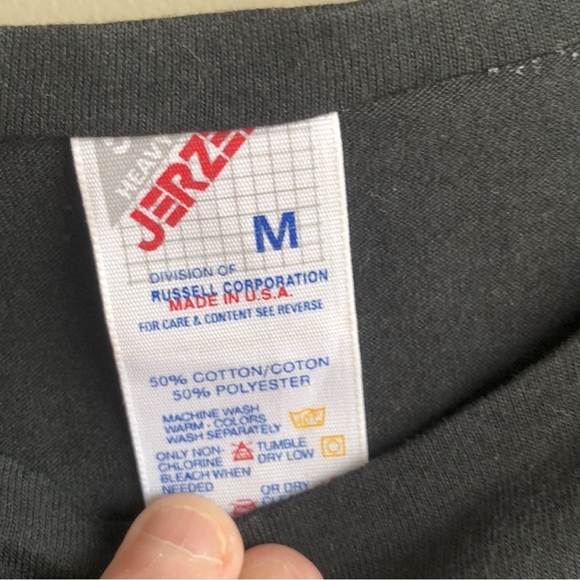 HEAVY
JERZE
M
DIVISION OF
RUSSELL CORPORATION
MADE IN U.S.A.
FOR CARE & CONTENT SEE REVERSE
50% COTTON/COTON
50% POLYESTER
MACHINE WASH
WARM - COLORS
WASH SEPARATELY
ONLY NON-
CHLORINE
BLEACH WHEN
NEEDED
TUMBLE
DRY LOW
OR DRY